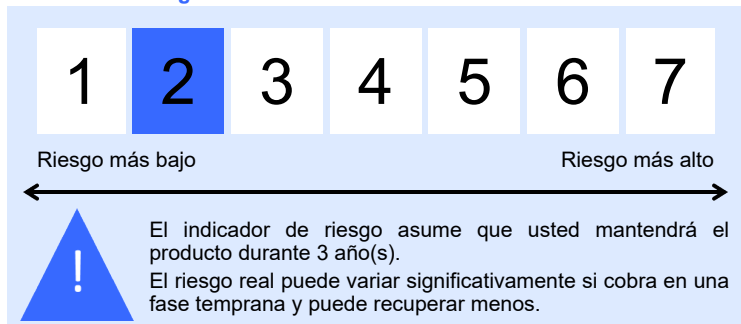 1 2 3 4 5 6 7
Riesgo más bajo Riesgo más alto
!
El indicador de riesgo asume que usted mantendrá el
producto durante 3 año(s).
El riesgo real puede variar significativamente si cobra en una
fase temprana y puede recuperar menos.